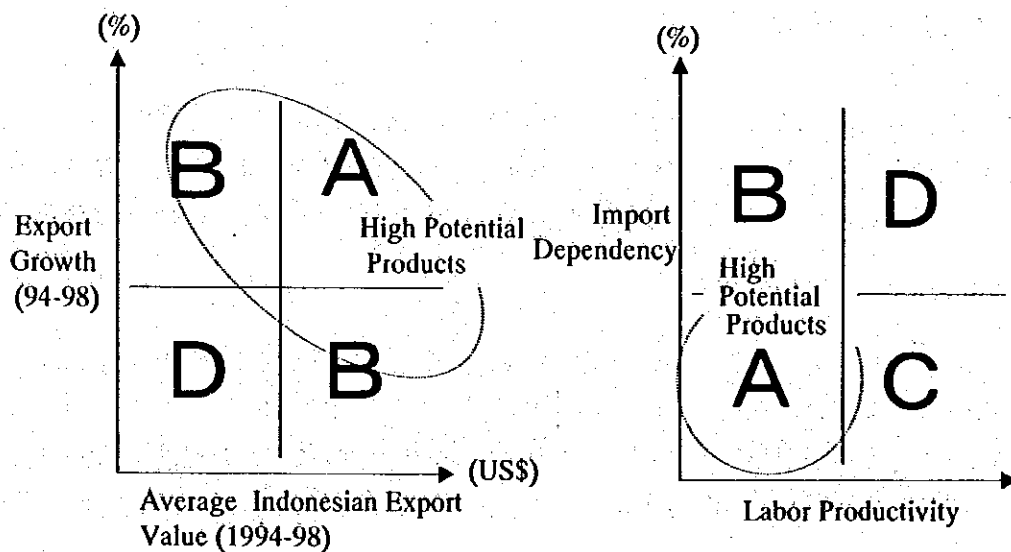 (%)
B
A
Export
Growth
(94-98)
High Potential
Products
D
B
(US$)
Average Indonesian Export
Value (1994-98)
(%)
B
D
Import
Dependency
High
Potential
Products
A
C
Labor Productivity